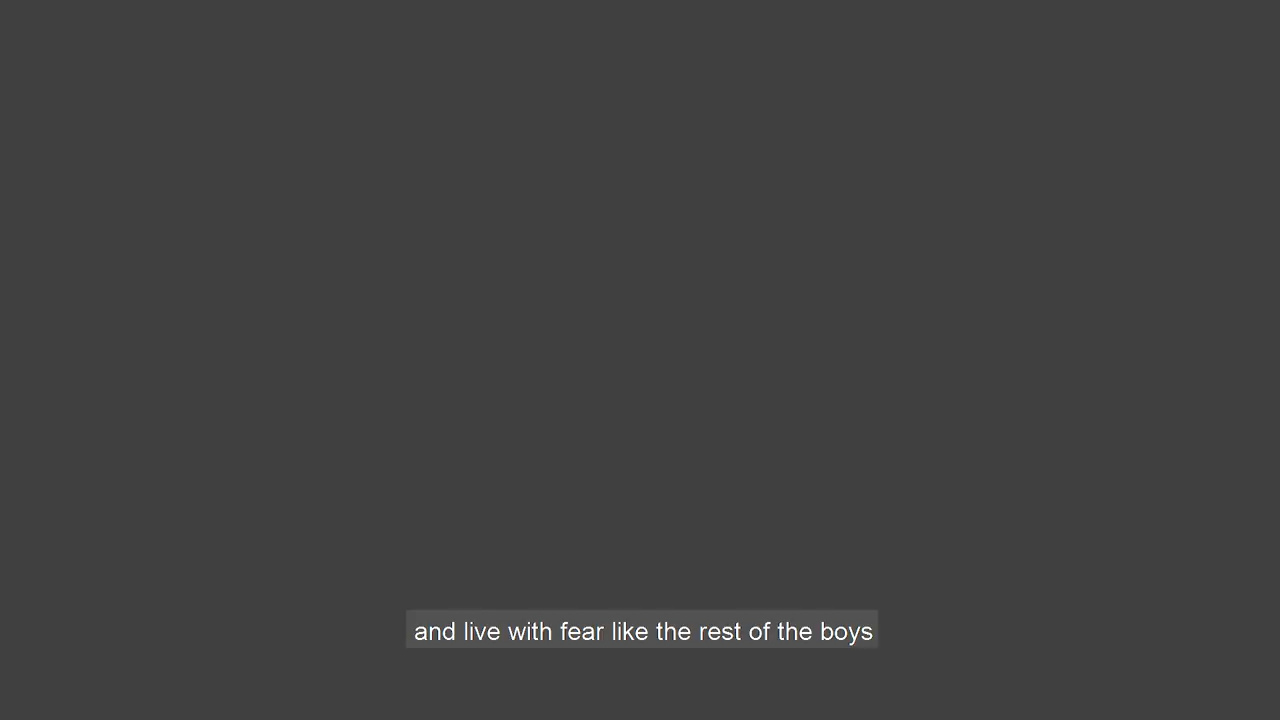 and live with fear like the rest of the boys